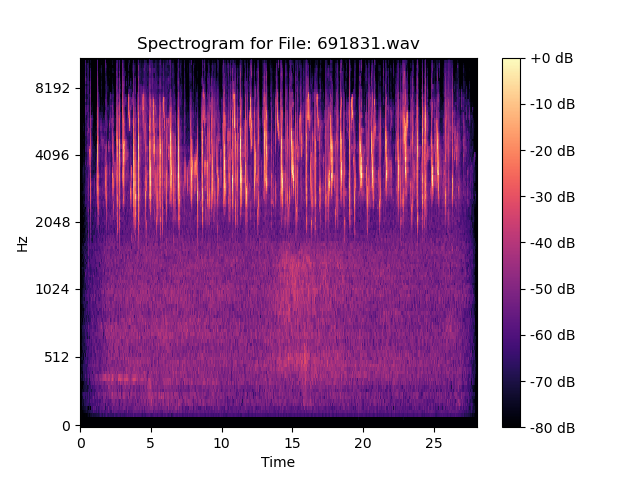 Spectrogram for File: 691831.wav
8192
4096
2048
1024
512
0
Hz
0 5 10 15 20 25
Time
+0 dB
-10 dB
-20 dB
-30 dB
-40 dB
-50 dB
-60 dB
-70 dB
-80 dB